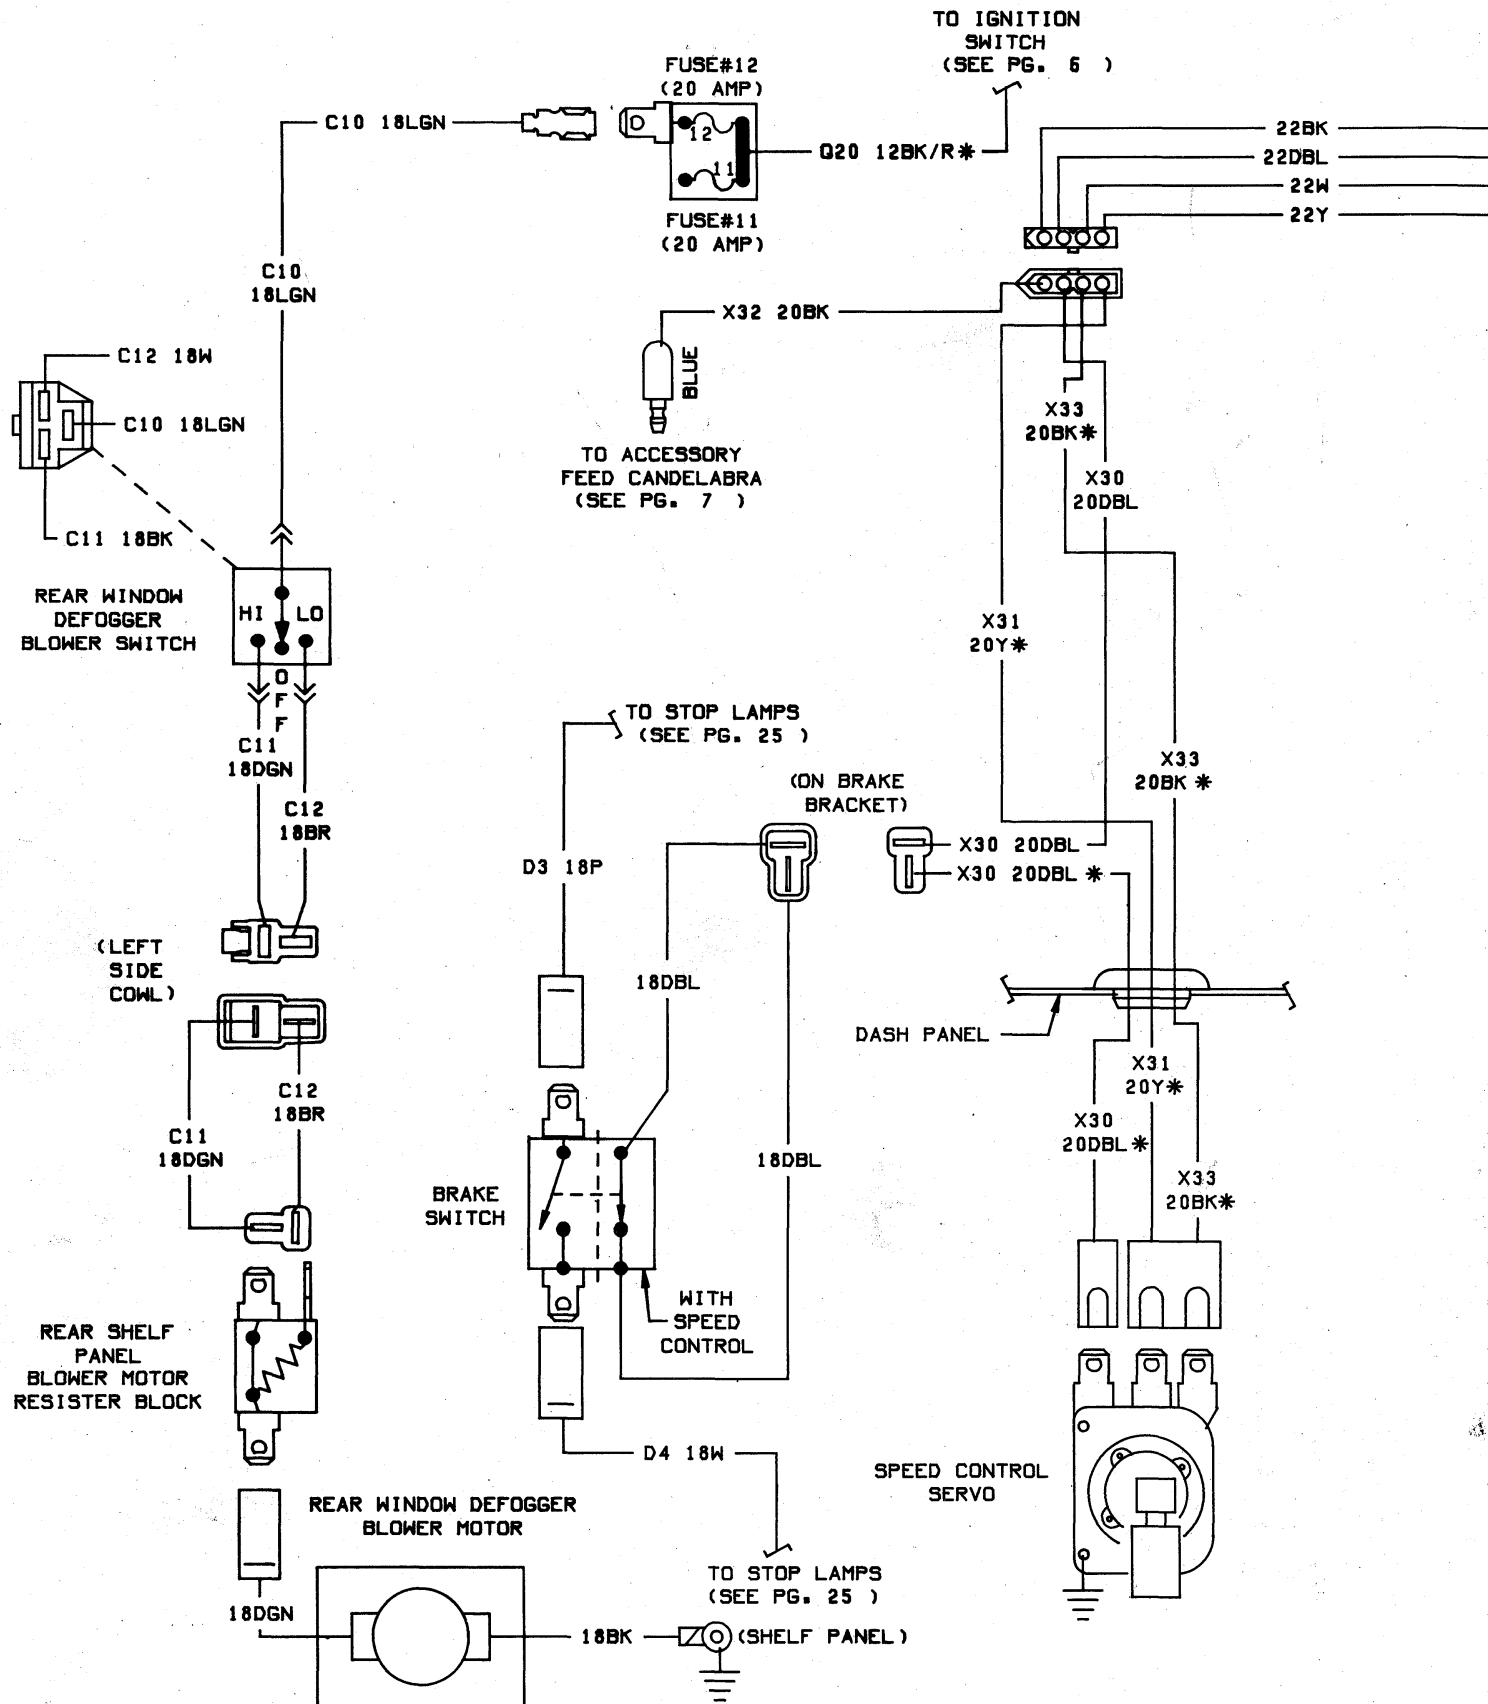 TO IGNITION
SWITCH
(SEE PG. 6 )
FUSE#12
(20 AMP)
C10 18LGN
12
11
Q20 12BK/R*
FUSE#11
(20 AMP)
22BK
22DBL
22W
22Y
C10
18LGN
X32 20BK
BLUE
TO ACCESSORY
FEED CANDELABRA
(SEE PG. 7 )
C12 18W
C10 18LGN
C11 18BK
X33
20BK*
X30
20DBL
REAR WINDOW
DEFOGGER
BLOWER SWITCH
HI
LO
OFF
X31
20Y*
C11
18DGN
C12
18BR
TO STOP LAMPS
(SEE PG. 25 )
X33
20BK*
(ON BRAKE
BRACKET)
D3 18P
X30 20DBL
X30 20DBL*
(LEFT
SIDE
COWL)
18DBL
DASH PANEL
C12
18BR
C11
18DGN
X31
20Y*
X30
20DBL*
X33
20BK*
18DBL
BRAKE
SWITCH
WITH
SPEED
CONTROL
REAR SHELF
PANEL
BLOWER MOTOR
RESISTER BLOCK
D4 18W
SPEED CONTROL
SERVO
REAR WINDOW DEFOGGER
BLOWER MOTOR
TO STOP LAMPS
(SEE PG. 25 )
18DGN
18BK
(SHELF PANEL)